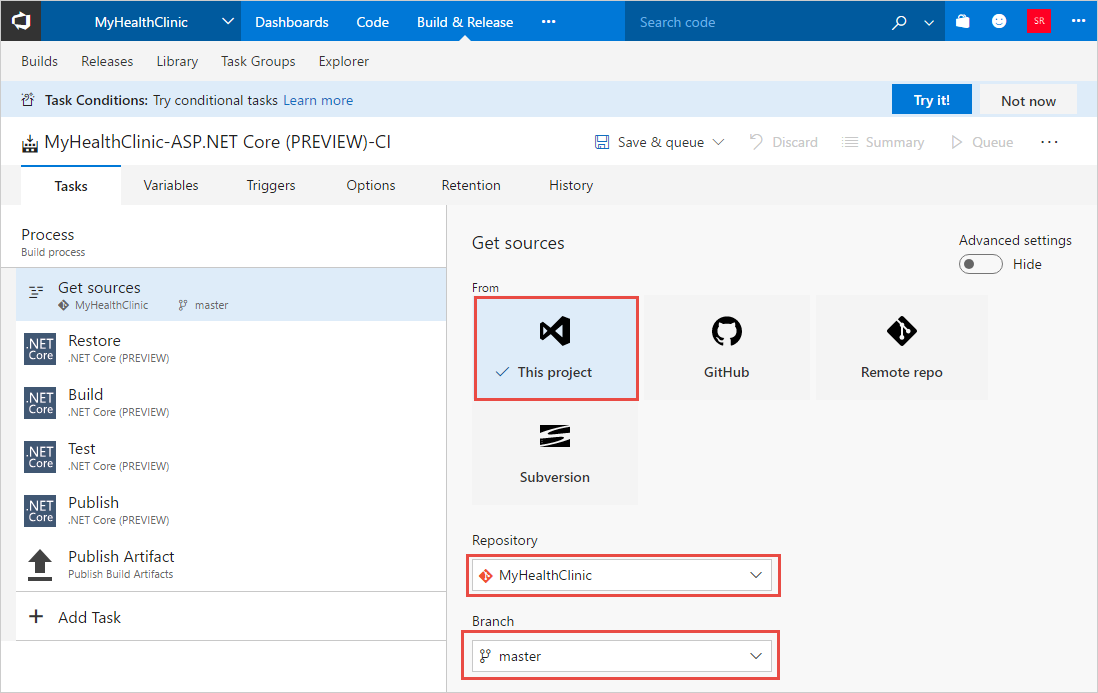 MyHealthClinic Dashboards Code Build & Release ••• Search code SR •••
Builds Releases Library Task Groups Explorer
Task Conditions: Try conditional tasks Learn more Try it! Not now
MyHealthClinic-ASP.NET Core (PREVIEW)-CI Save & queue Discard Summary Queue ...
Tasks Variables Triggers Options Retention History
Process
Build process
Get sources
MyHealthClinic master
.NET Core Restore
.NET Core (PREVIEW)
.NET Core Build
.NET Core (PREVIEW)
.NET Core Test
.NET Core (PREVIEW)
.NET Core Publish
.NET Core (PREVIEW)
Publish Artifact
Publish Build Artifacts
+ Add Task
Get sources
Advanced settings
Hide
From
This project GitHub Remote repo
Subversion
Repository
MyHealthClinic
Branch
master